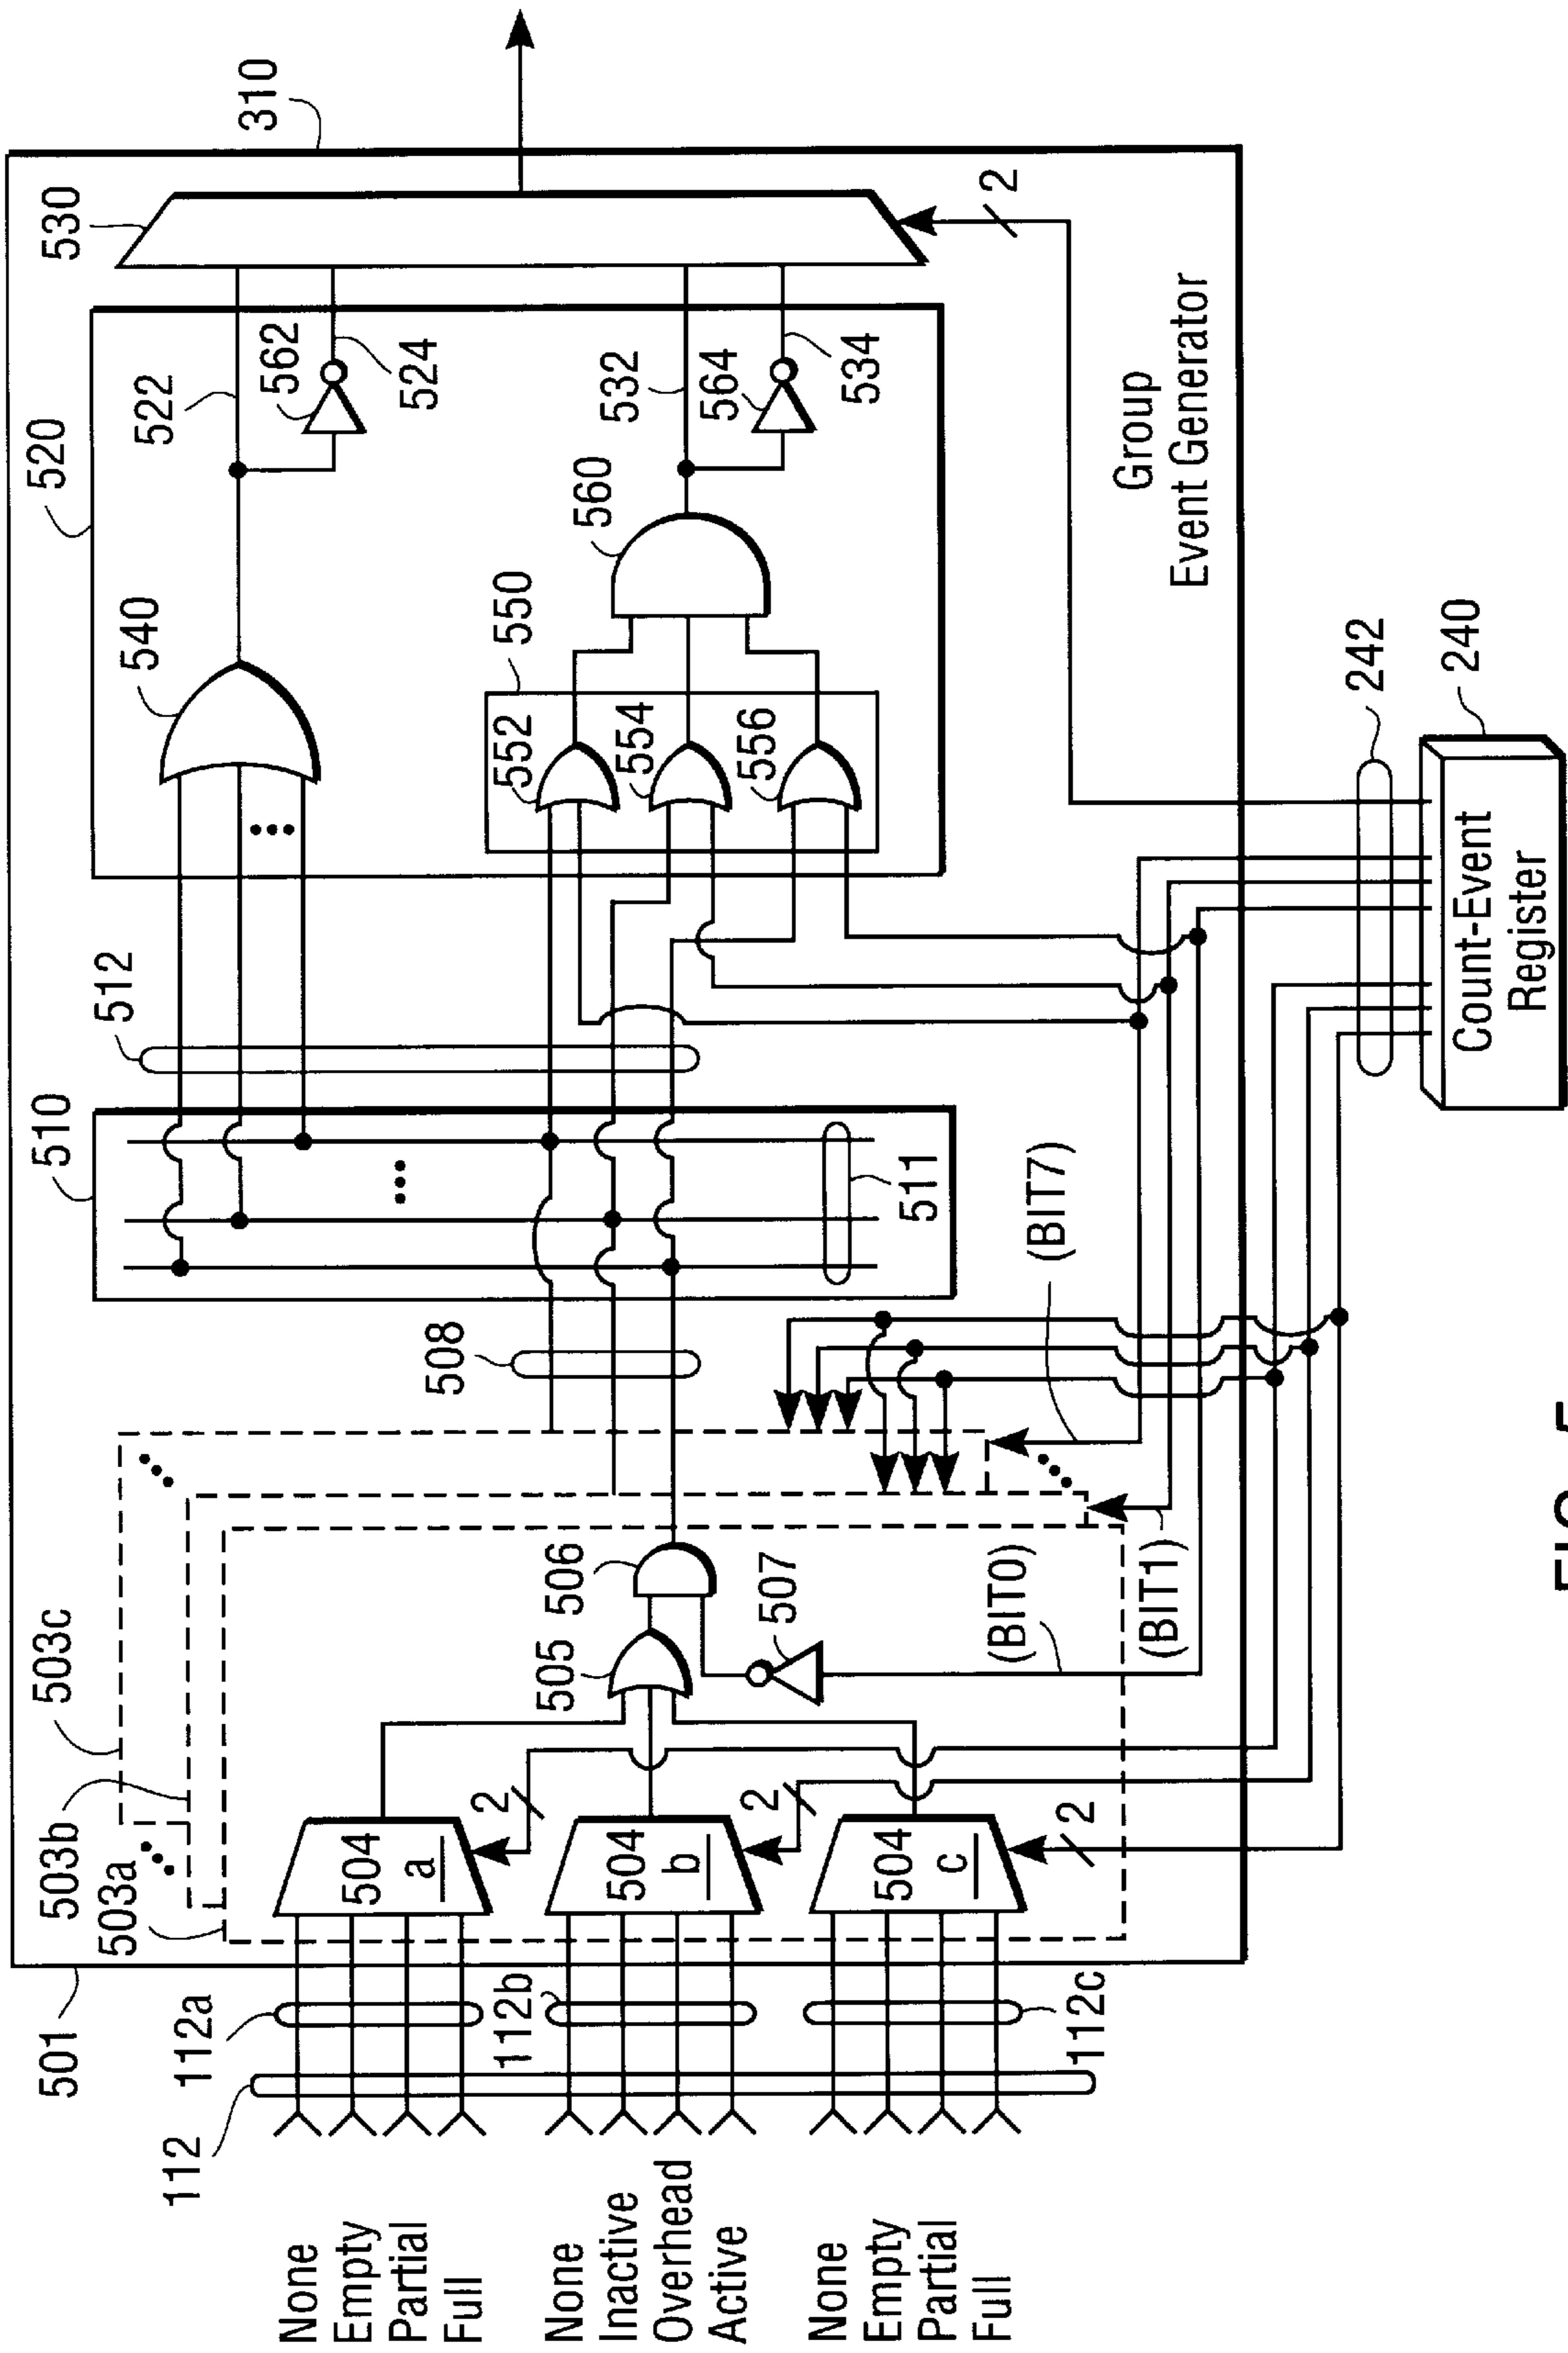 310
530
520
522
562
524
532
564
534
540
560
550
552
554
556
2
Group
Event Generator
512
510
511
508
242
240
Count-Event
Register
(BIT7)
503c
503b
503a
505
506
507
(BIT0)
(BIT1)
504
a
504
b
504
c
2
2
2
501
112a
112b
112c
112
None
Empty
Partial
Full
None
Inactive
Overhead
Active
None
Empty
Partial
Full